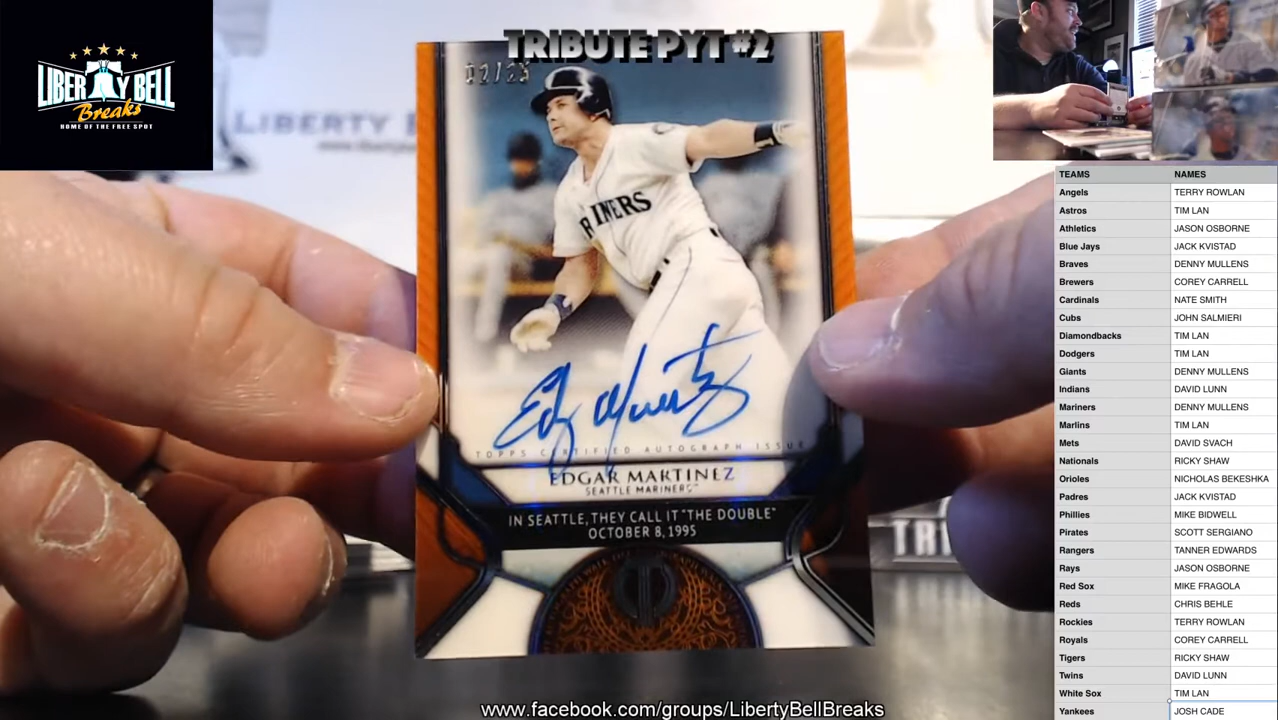 LIBERTY BELL
Breaks
HOME OF THE FREE SPOT
TRIBUTE PYT #2
LIBERTY
RINERS
Edgar Martinez
TOPPS CERTIFIED AUTOGRAPH ISSUE
EDGAR MARTINEZ
SEATTLE MARINERS
IN SEATTLE, THEY CALL IT "THE DOUBLE"
OCTOBER 8, 1995
TRI
www.facebook.com/groups/LibertyBellBreaks
TEAMS NAMES
Angels TERRY ROWLAN
Astros TIM LAN
Athletics JASON OSBORNE
Blue Jays JACK KVISTAD
Braves DENNY MULLENS
Brewers COREY CARRELL
Cardinals NATE SMITH
Cubs JOHN SALMIERI
Diamondbacks TIM LAN
Dodgers TIM LAN
Giants DENNY MULLENS
Indians DAVID LUNN
Mariners DENNY MULLENS
Marlins TIM LAN
Mets DAVID SVACH
Nationals RICKY SHAW
Orioles NICHOLAS BEKESHKA
Padres JACK KVISTAD
Phillies MIKE BIDWELL
Pirates SCOTT SERGIANO
Rangers TANNER EDWARDS
Rays JASON OSBORNE
Red Sox MIKE FRAGOLA
Reds CHRIS BEHLE
Rockies TERRY ROWLAN
Royals COREY CARRELL
Tigers RICKY SHAW
Twins DAVID LUNN
White Sox TIM LAN
Yankees JOSH CADE